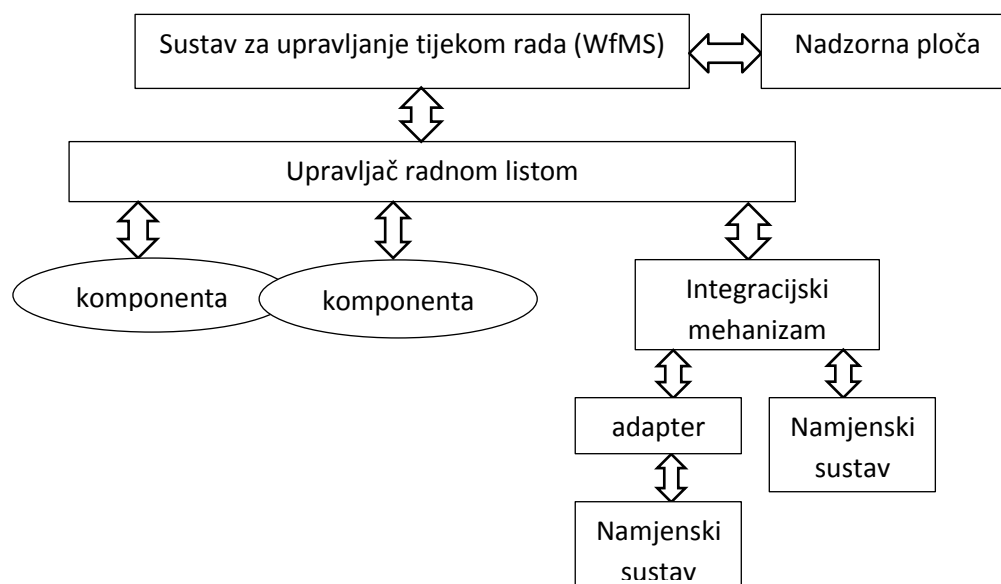 Sustav za upravljanje tijekom rada (WfMS)
Nadzorna ploča
Upravljač radnom listom
komponenta
komponenta
Integracijski
mehanizam
adapter
Namjenski
sustav
Namjenski
sustav